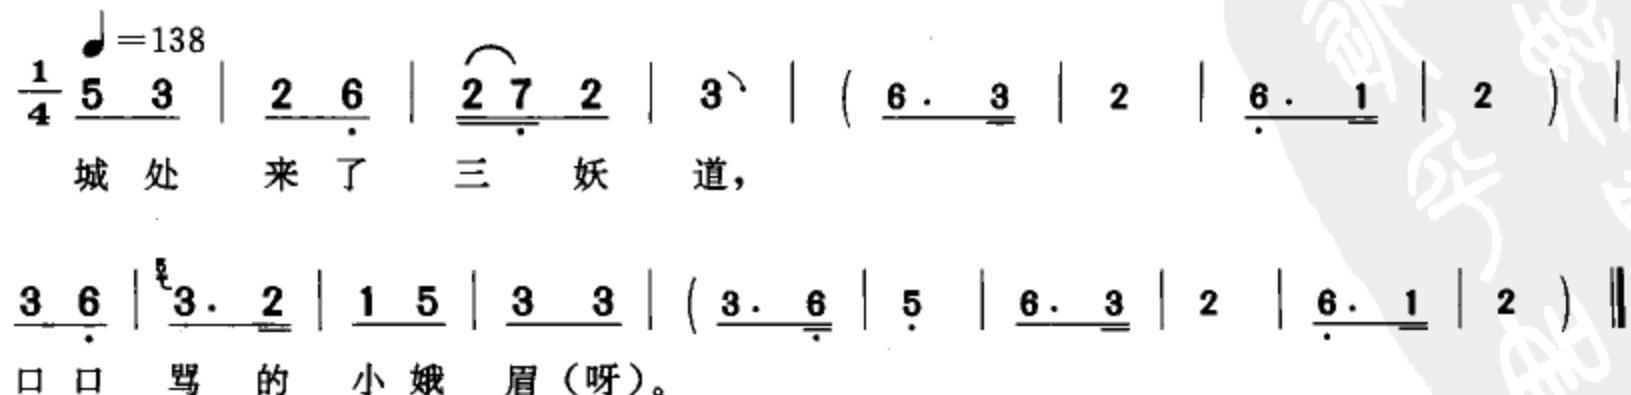 ♩=138
1/4 5 3 | 2 6 | 2 7 2 | 3 | ( 6 . 3 | 2 | 6 . 1 | 2 ) |
城 处 来 了 三 妖 道，
3 6 | 5 3 . 2 | 1 5 | 3 3 | ( 3 . 6 | 5 | 6 . 3 | 2 | 6 . 1 | 2 ) ‖
口 口 骂 的 小 娥 眉（呀）。